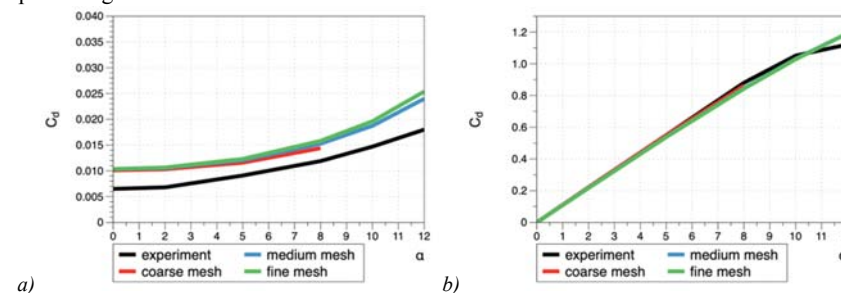 0.040
0.035
0.030
0.025
0.020
0.015
0.010
0.005
0
Cd
0 1 2 3 4 5 6 7 8 9 10 11 12
α
experiment
medium mesh
coarse mesh
fine mesh
a)
1.2
1.0
0.8
0.6
0.4
0.2
0
Cd
0 1 2 3 4 5 6 7 8 9 10 11
experiment
medium mesh
coarse mesh
fine mesh
b)